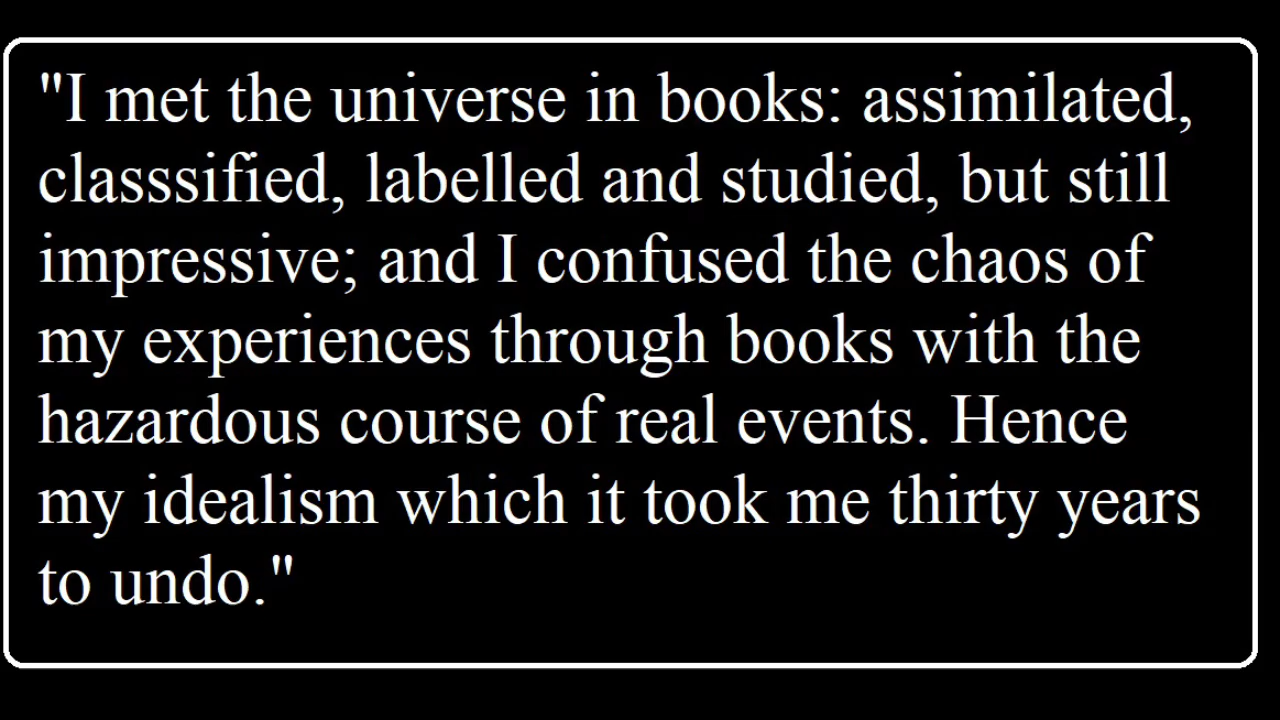 "I met the universe in books: assimilated,
classsified, labelled and studied, but still
impressive; and I confused the chaos of
my experiences through books with the
hazardous course of real events. Hence
my idealism which it took me thirty years
to undo."